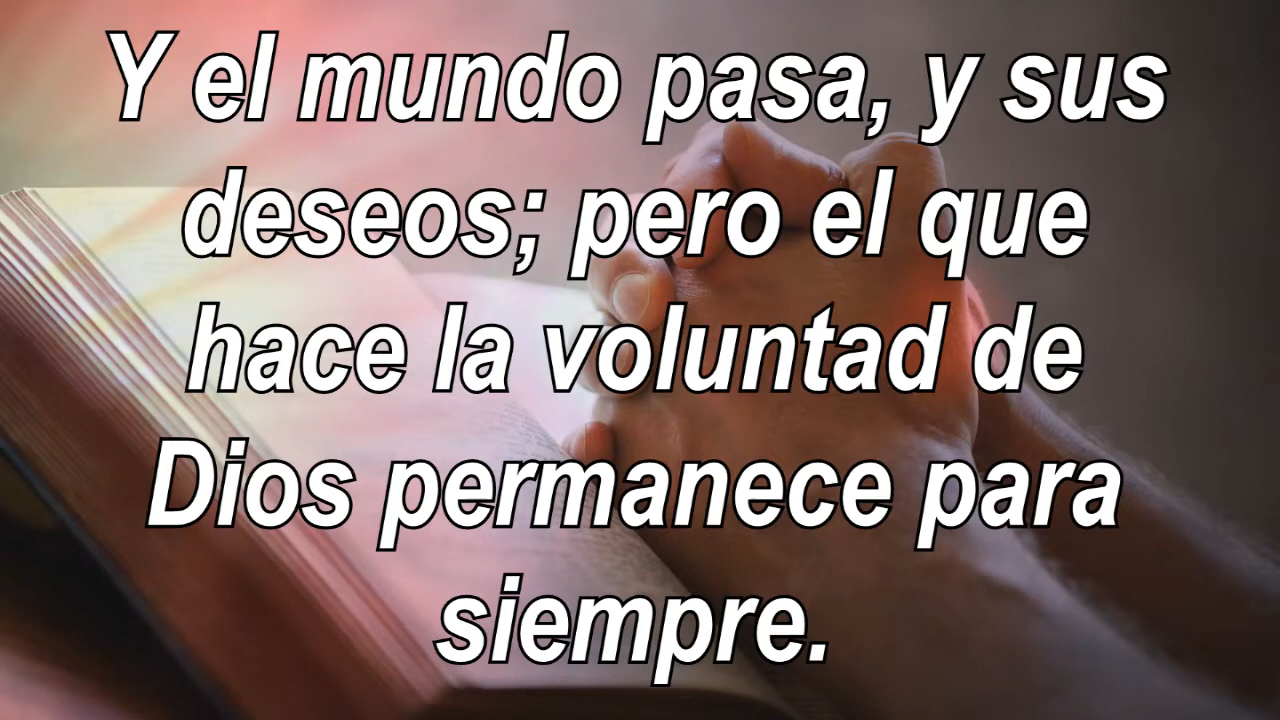 Y el mundo pasa, y sus
deseos; pero el que
hace la voluntad de
Dios permanece para
siempre.